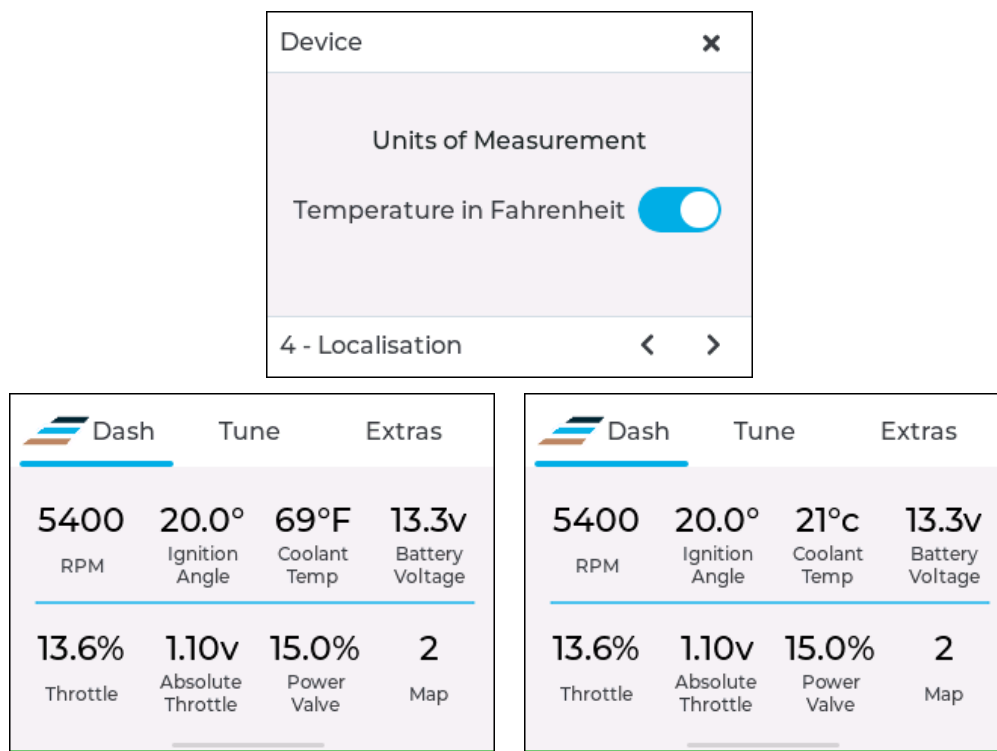 Device
Units of Measurement
Temperature in Fahrenheit
4 - Localisation
Dash Tune Extras
5400 20.0° 69°F 13.3v
RPM Ignition Angle Coolant Temp Battery Voltage
13.6% 1.10v 15.0% 2
Throttle Absolute Throttle Power Valve Map
Dash Tune Extras
5400 20.0° 21°c 13.3v
RPM Ignition Angle Coolant Temp Battery Voltage
13.6% 1.10v 15.0% 2
Throttle Absolute Throttle Power Valve Map